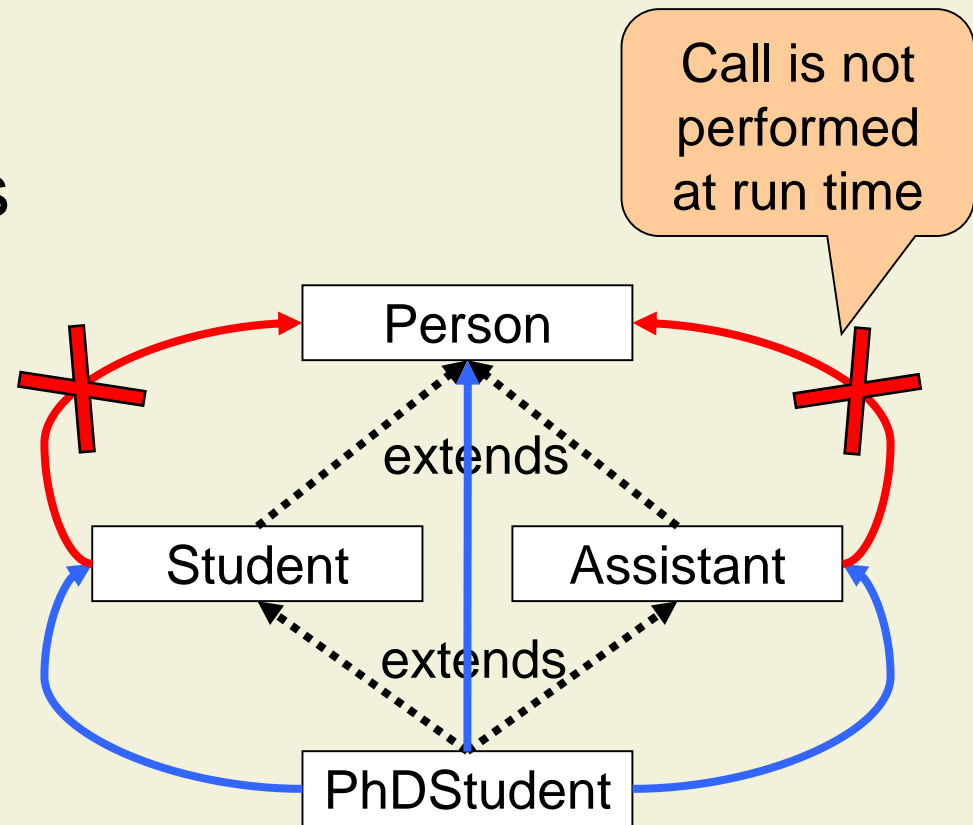 Call is not
performed
at run time
s
Person
extends
Student
Assistant
extends
PhDStudent